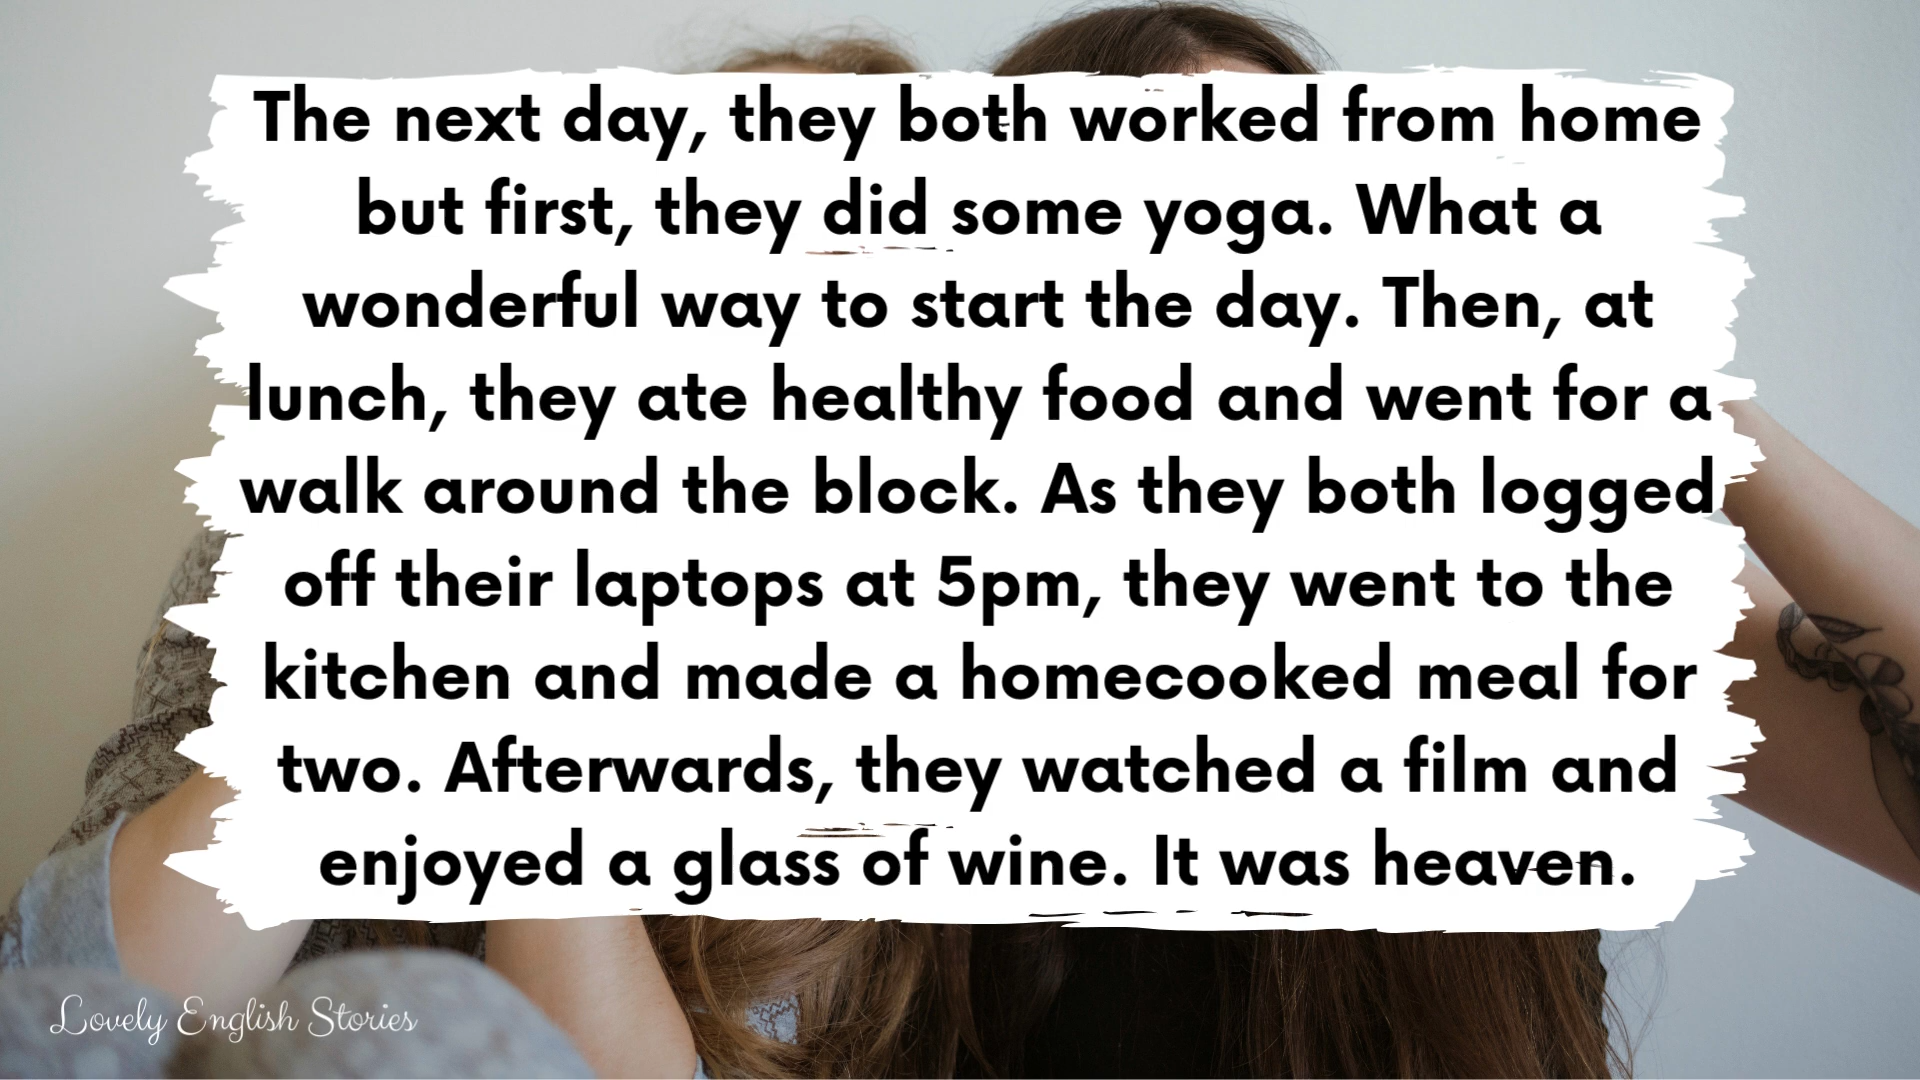 The next day, they both worked from home
but first, they did some yoga. What a
wonderful way to start the day. Then, at
lunch, they ate healthy food and went for a
walk around the block. As they both logged
off their laptops at 5pm, they went to the
kitchen and made a homecooked meal for
two. Afterwards, they watched a film and
enjoyed a glass of wine. It was heaven.
Lovely English Stories